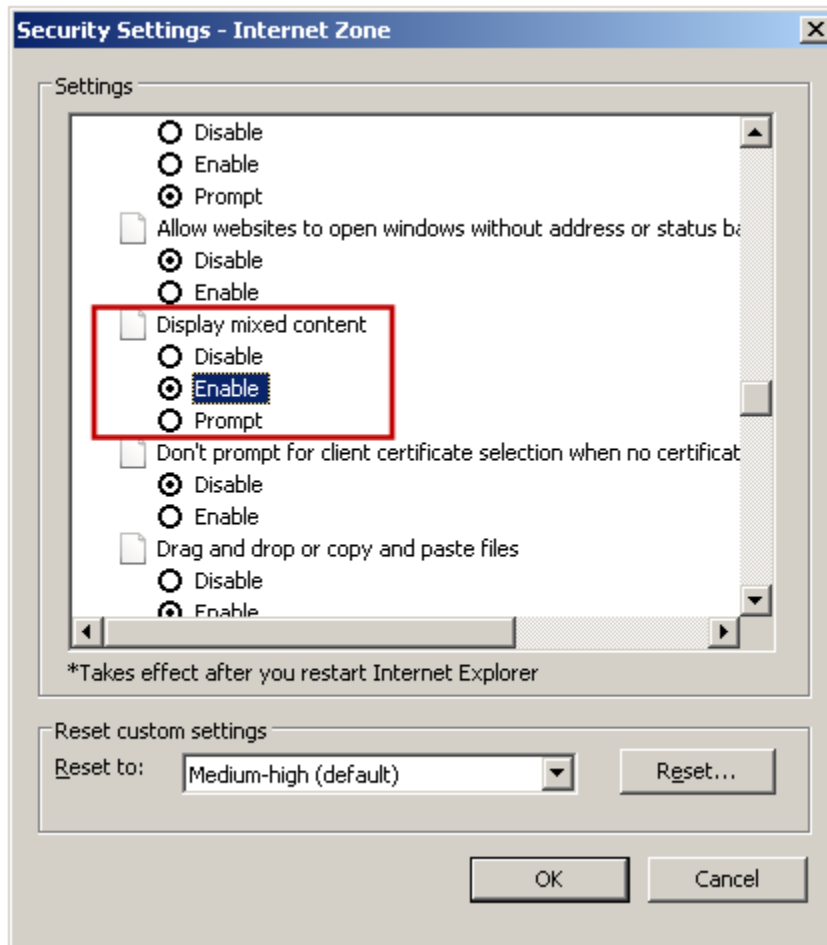 Security Settings - Internet Zone
Settings
Disable
Enable
Prompt
Allow websites to open windows without address or status ba
Disable
Enable
Display mixed content
Disable
Enable
Prompt
Don't prompt for client certificate selection when no certificat
Disable
Enable
Drag and drop or copy and paste files
Disable
Enable
*Takes effect after you restart Internet Explorer
Reset custom settings
Reset to: Medium-high (default) Reset...
OK Cancel